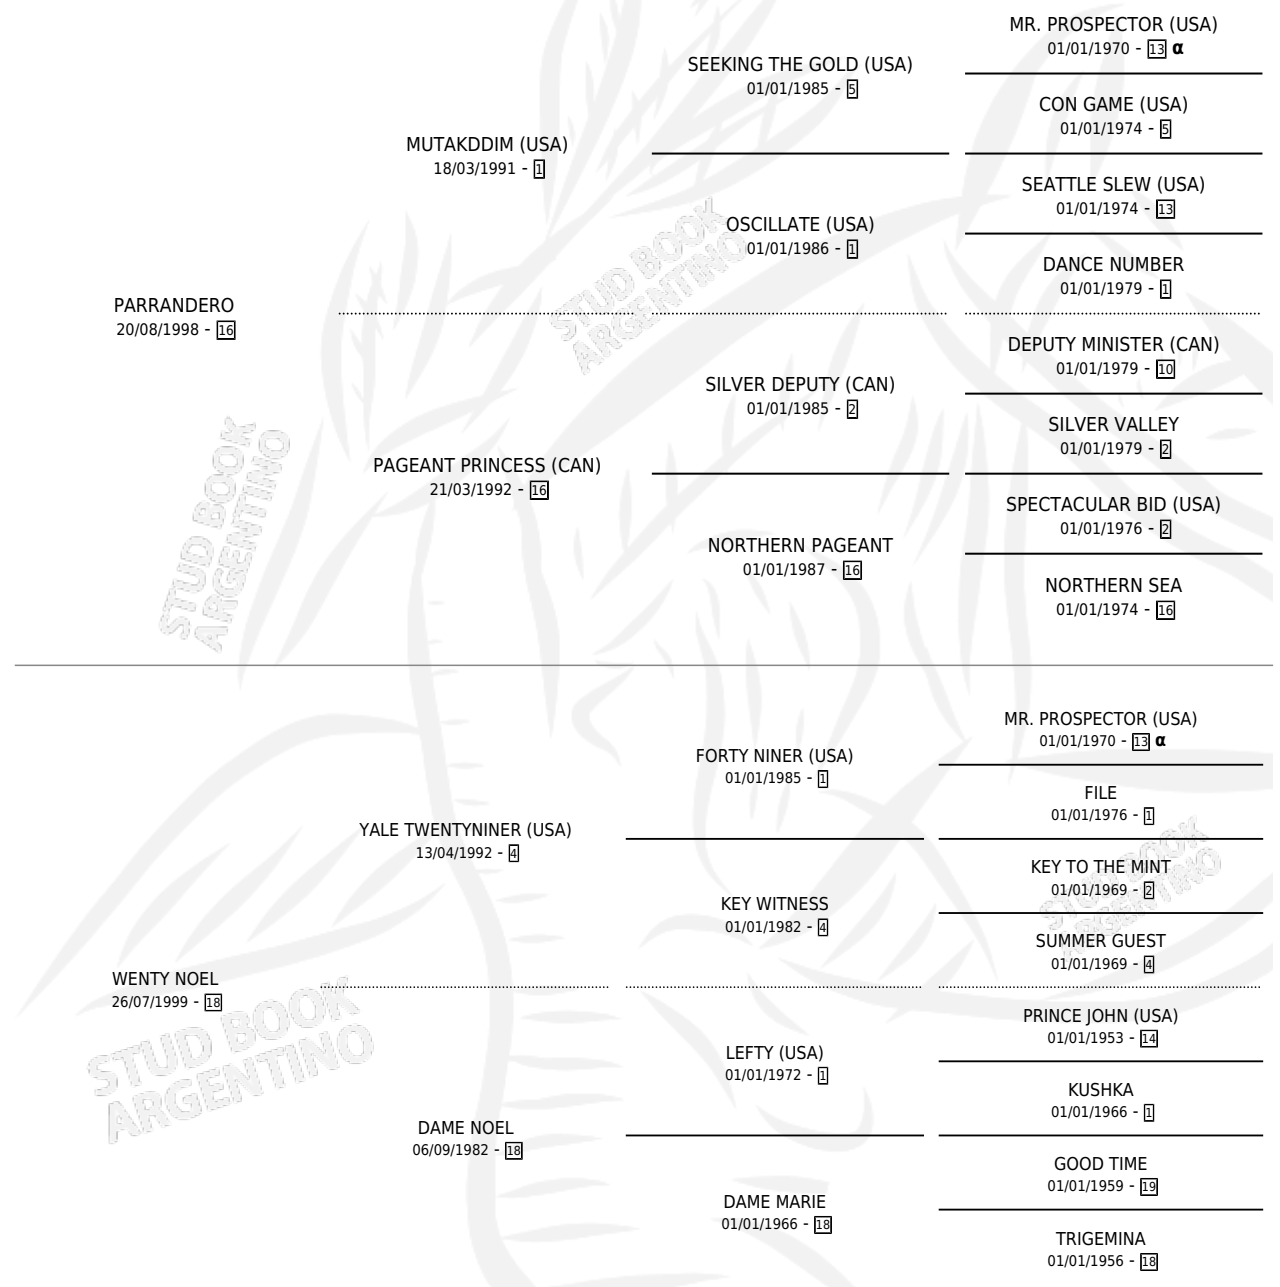 MR. PROSPECTOR (USA)
01/01/1970 - 13 α
SEEKING THE GOLD (USA)
01/01/1985 - 5
CON GAME (USA)
01/01/1974 - 5
MUTAKDDIM (USA)
18/03/1991 - 1
SEATTLE SLEW (USA)
01/01/1974 - 13
OSCILLATE (USA)
01/01/1986 - 1
DANCE NUMBER
01/01/1979 - 1
PARRANDERO
20/08/1998 - 16
DEPUTY MINISTER (CAN)
01/01/1979 - 10
SILVER DEPUTY (CAN)
01/01/1985 - 2
SILVER VALLEY
01/01/1979 - 2
PAGEANT PRINCESS (CAN)
21/03/1992 - 16
SPECTACULAR BID (USA)
01/01/1976 - 2
NORTHERN PAGEANT
01/01/1987 - 16
NORTHERN SEA
01/01/1974 - 16
MR. PROSPECTOR (USA)
01/01/1970 - 13 α
FORTY NINER (USA)
01/01/1985 - 1
FILE
01/01/1976 - 1
YALE TWENTYNINER (USA)
13/04/1992 - 4
KEY TO THE MINT
01/01/1969 - 2
KEY WITNESS
01/01/1982 - 4
SUMMER GUEST
01/01/1969 - 4
WENTY NOEL
26/07/1999 - 18
PRINCE JOHN (USA)
01/01/1953 - 14
LEFTY (USA)
01/01/1972 - 1
KUSHKA
01/01/1966 - 1
DAME NOEL
06/09/1982 - 18
GOOD TIME
01/01/1959 - 19
DAME MARIE
01/01/1966 - 18
TRIGEMINA
01/01/1956 - 18
STUD BOOK
ARGENTINO
STUD BOOK
ARGENTINO
STUD BOOK
ARGENTINO
STUD BOOK
ARGENTINO